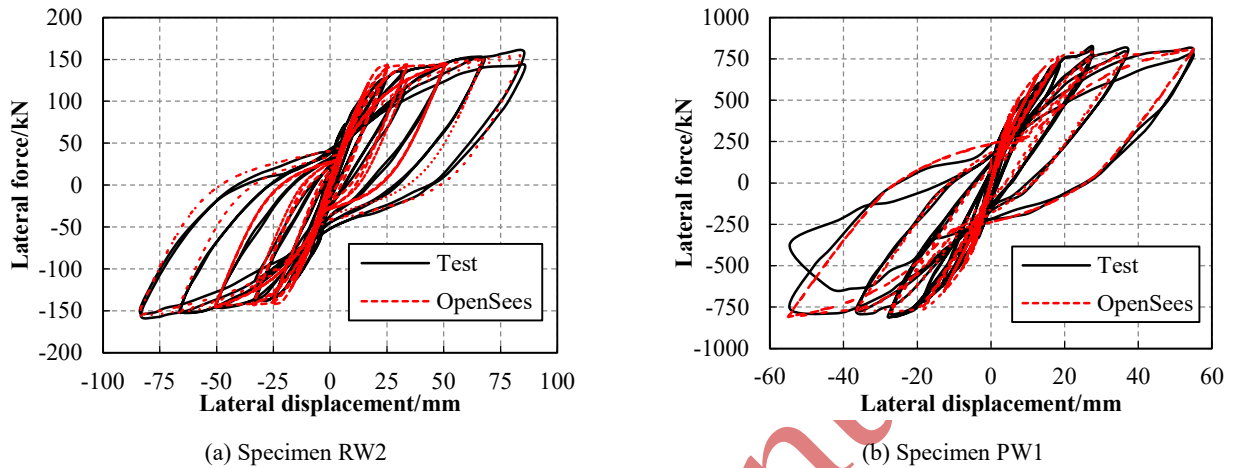 200
150
100
50
0
-50
-100
-150
-200
-100 -75 -50 -25 0 25 50 75 100
Lateral force/kN
Lateral displacement/mm
Test
OpenSees
(a) Specimen RW2
1000
750
500
250
0
-250
-500
-750
-1000
-60 -40 -20 0 20 40 60
Lateral force/kN
Lateral displacement/mm
Test
OpenSees
(b) Specimen PW1